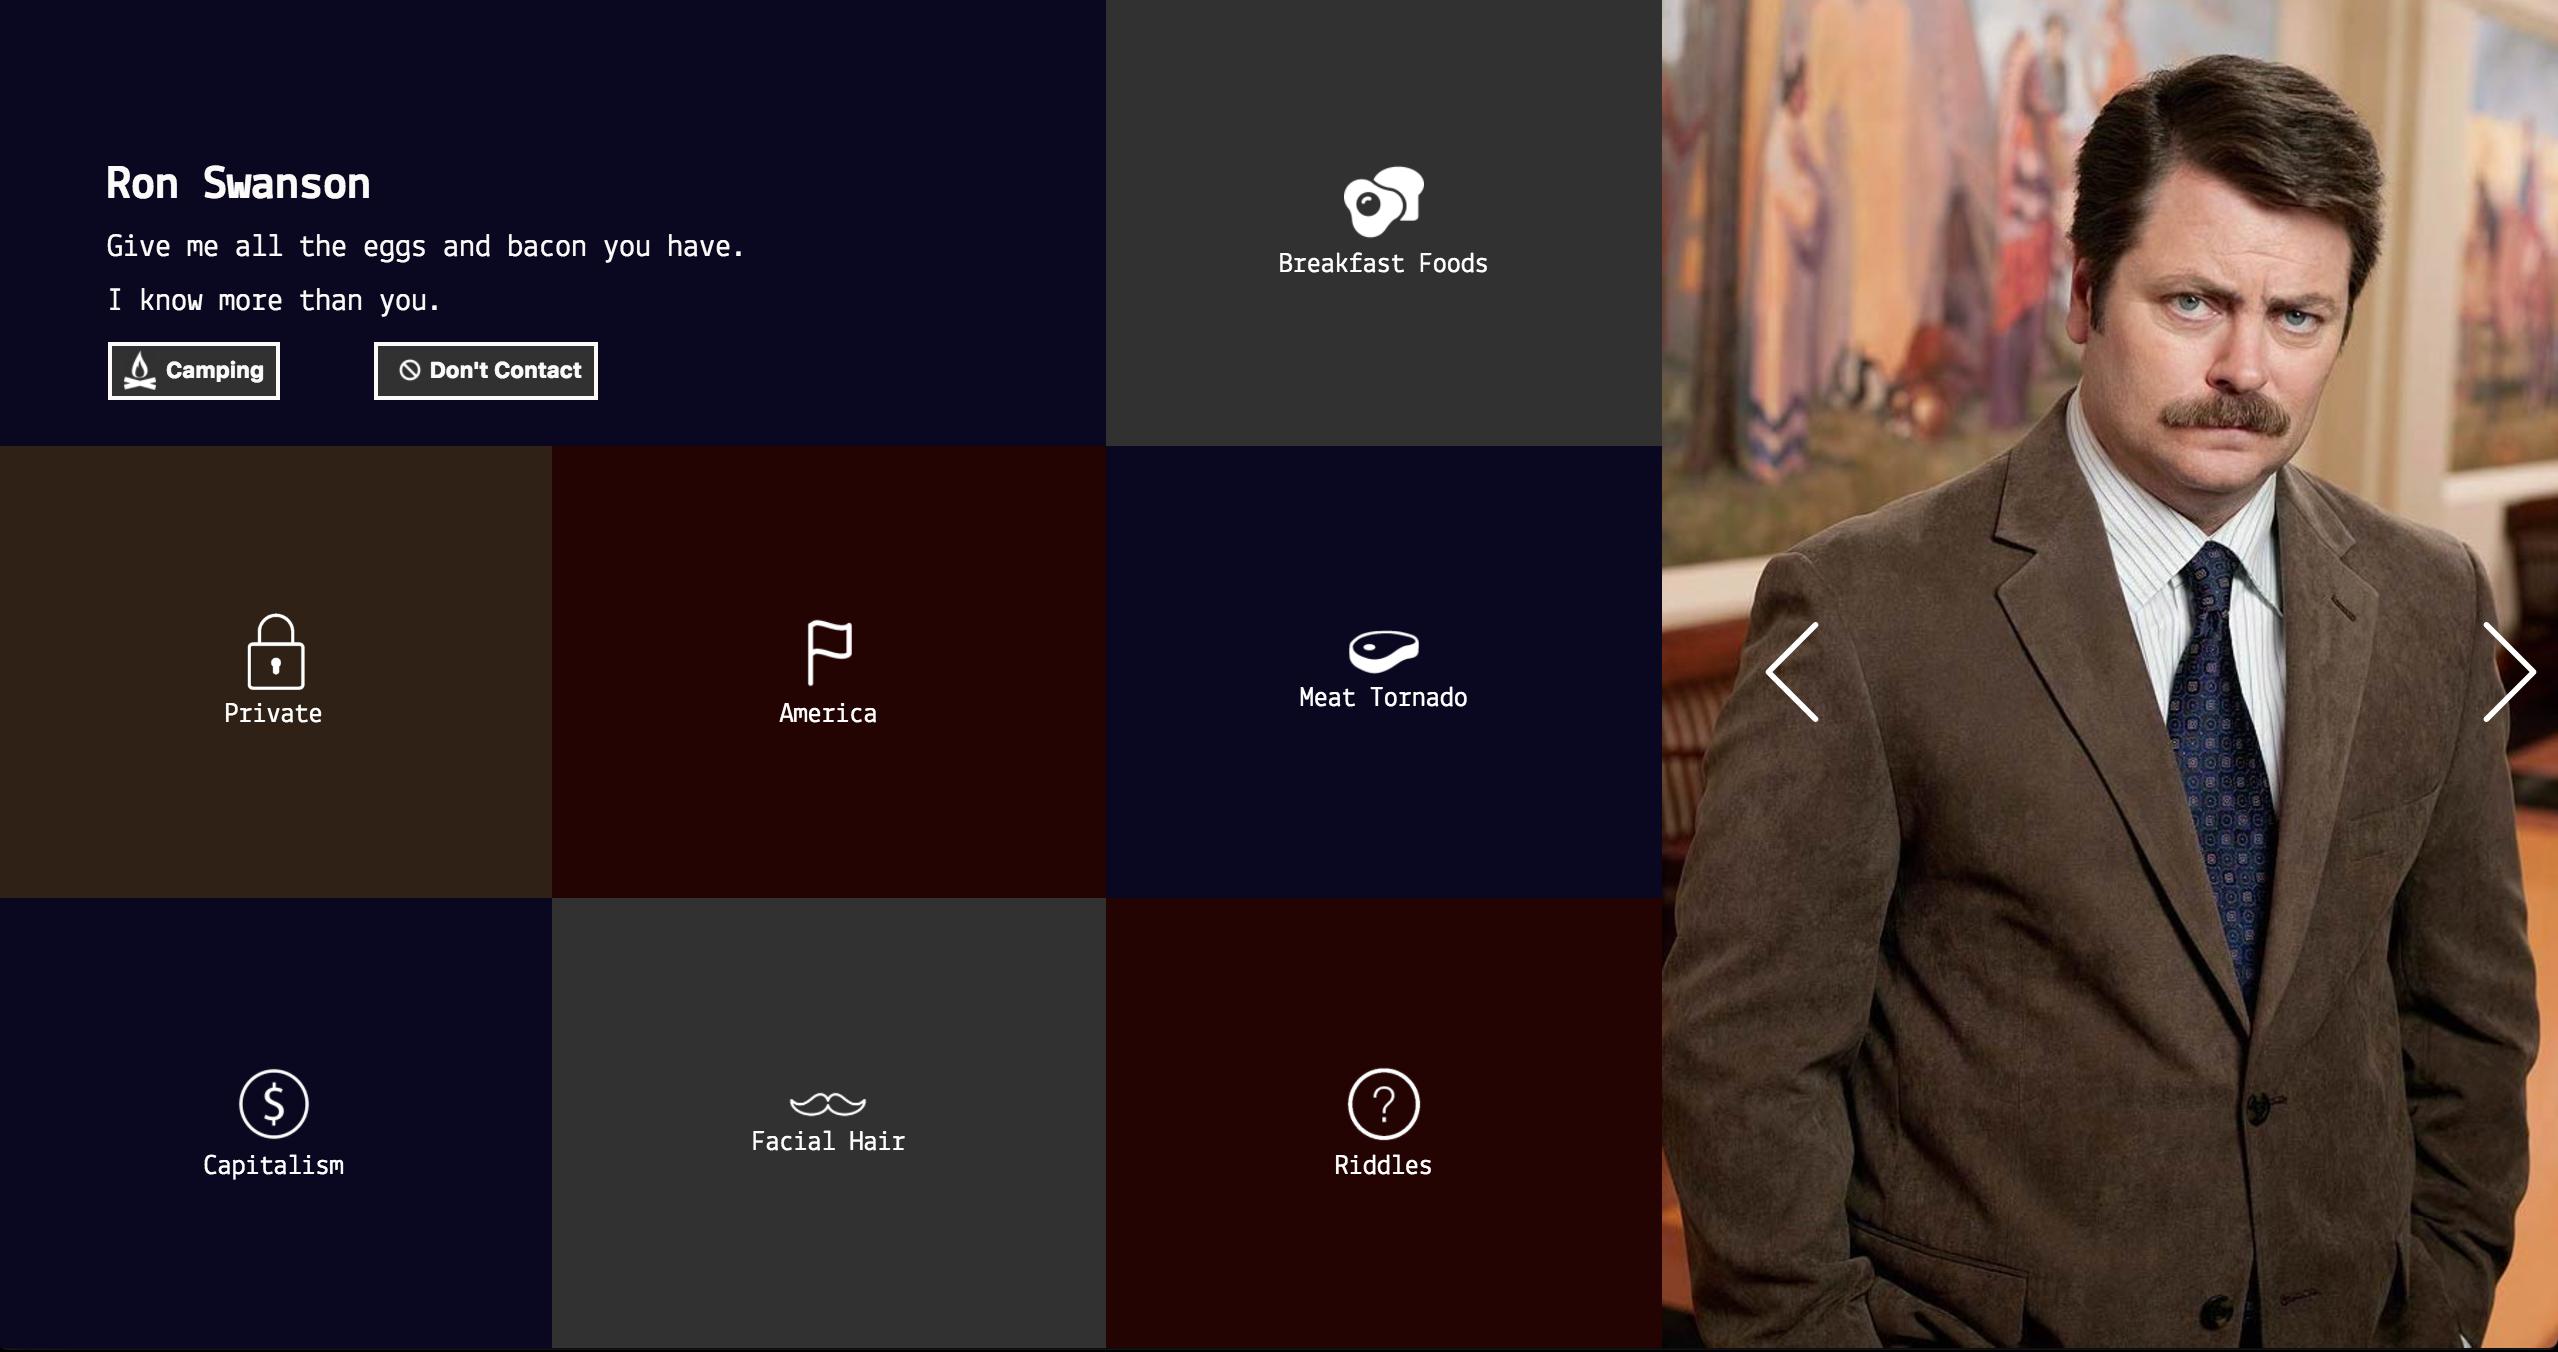 Ron Swanson
Give me all the eggs and bacon you have.
I know more than you.
Camping
Don't Contact
Breakfast Foods
Private
America
Meat Tornado
Capitalism
Facial Hair
Riddles